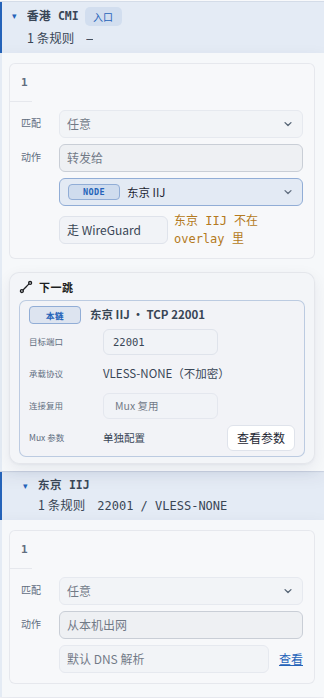 ▾ 香港 CMI 入口
1 条规则 —
1
匹配 任意
动作 转发给
NODE 东京 IIJ
走 WireGuard 东京 IIJ 不在
overlay 里
下一跳
本链 东京 IIJ · TCP 22001
目标端口 22001
承载协议 VLESS-NONE（不加密）
连接复用 Mux 复用
Mux 参数 单独配置 查看参数
▾ 东京 IIJ
1 条规则 22001 / VLESS-NONE
1
匹配 任意
动作 从本机出网
默认 DNS 解析 查看